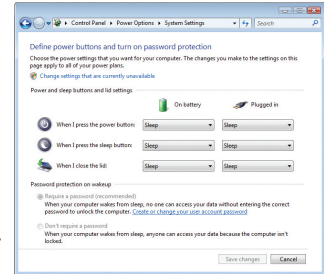 Control Panel ▸ Power Options ▸ System Settings
Search
Define power buttons and turn on password protection
Choose the power settings that you want for your computer. The changes you make to the settings on this
page apply to all of your power plans.
Change settings that are currently unavailable
Power and sleep buttons and lid settings
On battery Plugged in
When I press the power button: Sleep Sleep
When I press the sleep button: Sleep Sleep
When I close the lid: Sleep Sleep
Password protection on wakeup
Require a password (recommended)
When your computer wakes from sleep, no one can access your data without entering the correct
password to unlock the computer. Create or change your user account password
Don't require a password
When your computer wakes from sleep, anyone can access your data because the computer isn't
locked.
Save changes Cancel